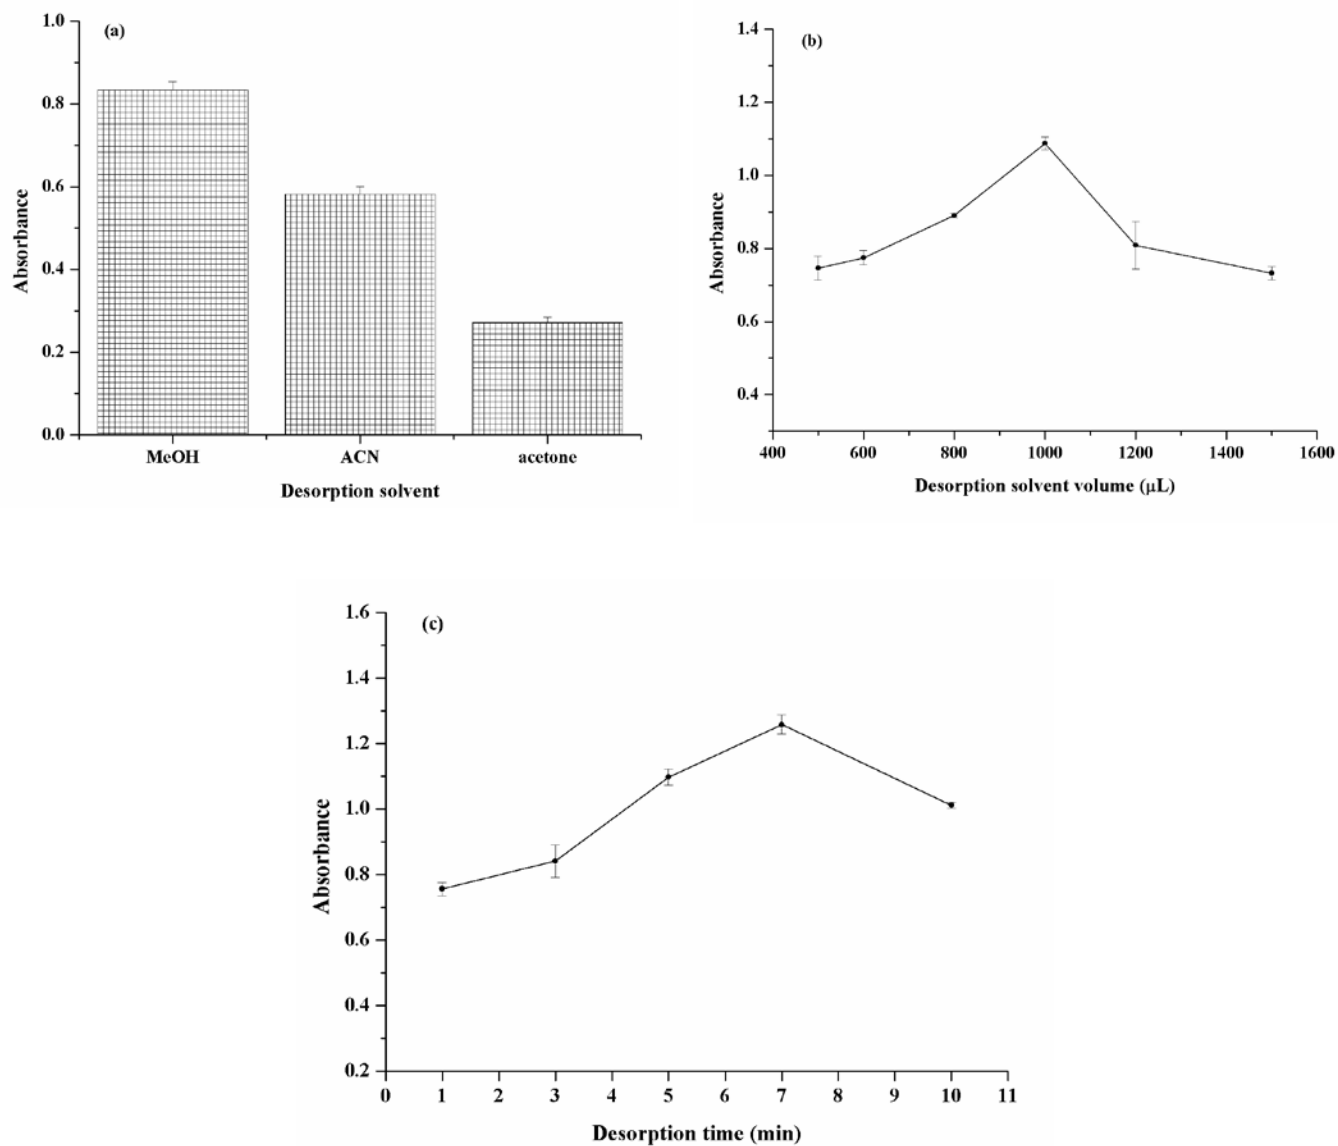 (a)
1.0
0.8
0.6
0.4
0.2
0.0
Absorbance
MeOH ACN acetone
Desorption solvent
(b)
1.4
1.2
1.0
0.8
0.6
0.4
Absorbance
400 600 800 1000 1200 1400 1600
Desorption solvent volume (µL)
(c)
1.6
1.4
1.2
1.0
0.8
0.6
0.4
0.2
Absorbance
0 1 2 3 4 5 6 7 8 9 10 11
Desorption time (min)